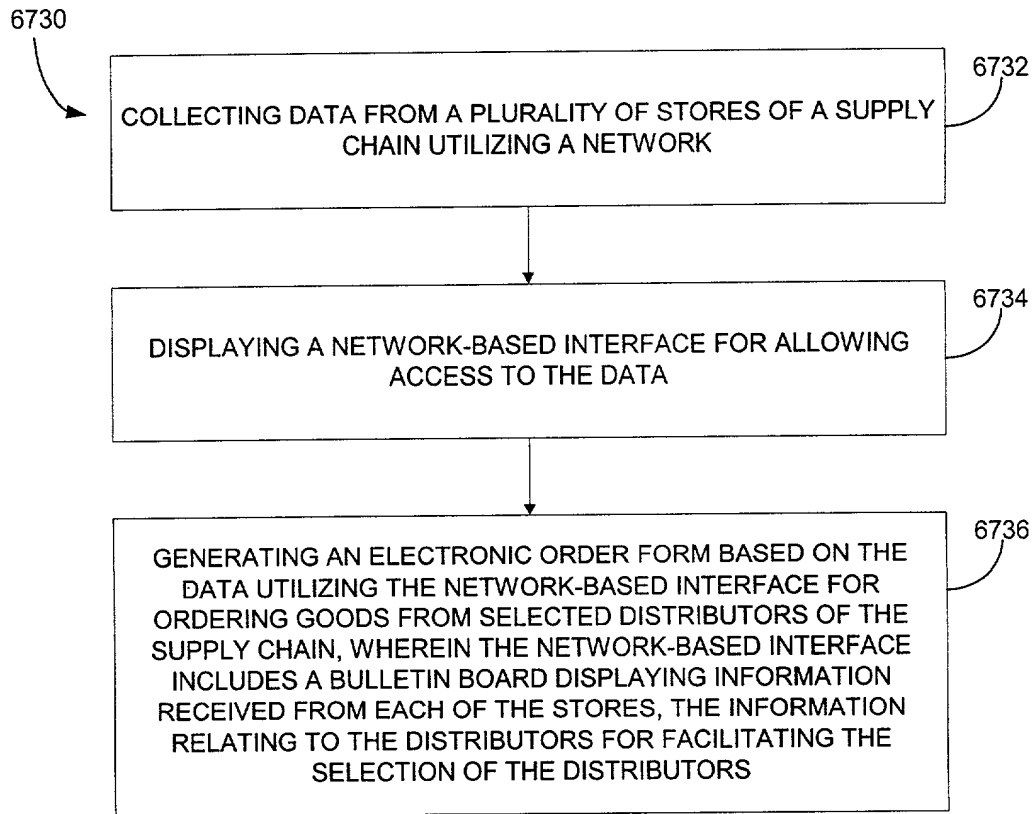 6730
6732
COLLECTING DATA FROM A PLURALITY OF STORES OF A SUPPLY
CHAIN UTILIZING A NETWORK
6734
DISPLAYING A NETWORK-BASED INTERFACE FOR ALLOWING
ACCESS TO THE DATA
6736
GENERATING AN ELECTRONIC ORDER FORM BASED ON THE
DATA UTILIZING THE NETWORK-BASED INTERFACE FOR
ORDERING GOODS FROM SELECTED DISTRIBUTORS OF THE
SUPPLY CHAIN, WHEREIN THE NETWORK-BASED INTERFACE
INCLUDES A BULLETIN BOARD DISPLAYING INFORMATION
RECEIVED FROM EACH OF THE STORES, THE INFORMATION
RELATING TO THE DISTRIBUTORS FOR FACILITATING THE
SELECTION OF THE DISTRIBUTORS